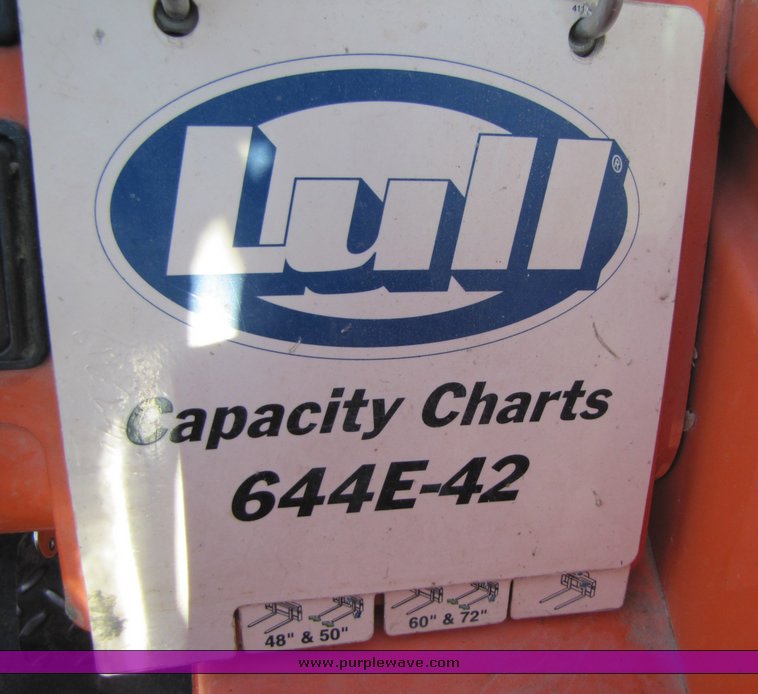 Lull®
Capacity Charts
644E-42
48" & 50"
60" & 72"
www.purplewave.com